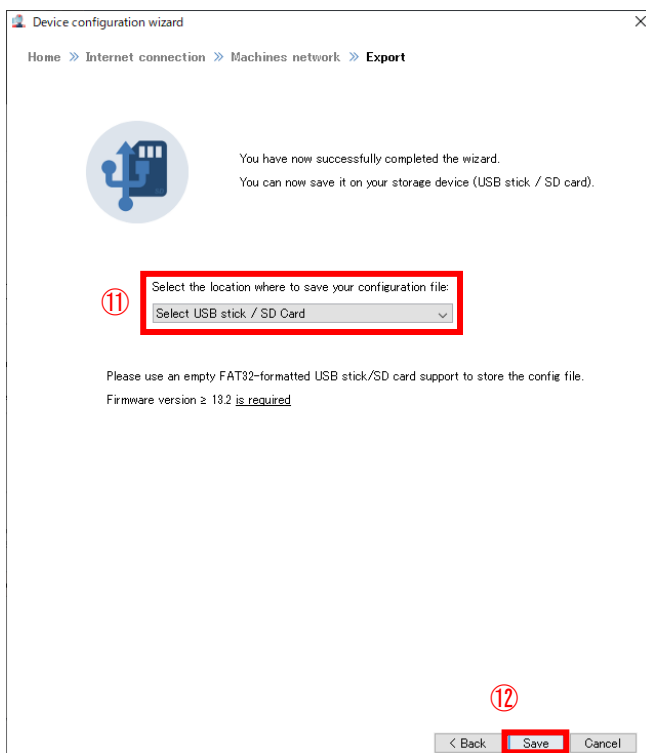 Device configuration wizard
Home » Internet connection » Machines network » Export
You have now successfully completed the wizard.
You can now save it on your storage device (USB stick / SD card).
⑪
Select the location where to save your configuration file:
Select USB stick / SD Card
Please use an empty FAT32-formatted USB stick/SD card support to store the config file.
Firmware version ≥ 13.2 is required
⑫
< Back Save Cancel